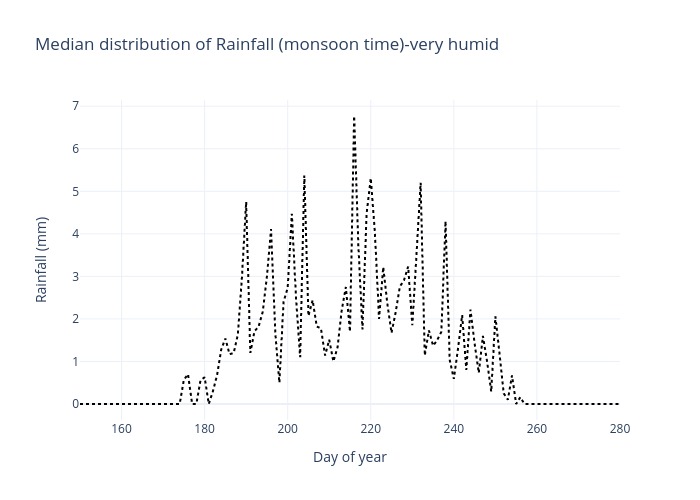 Median distribution of Rainfall (monsoon time)-very humid
7
6
5
4
3
2
1
0
Rainfall (mm)
160 180 200 220 240 260 280
Day of year